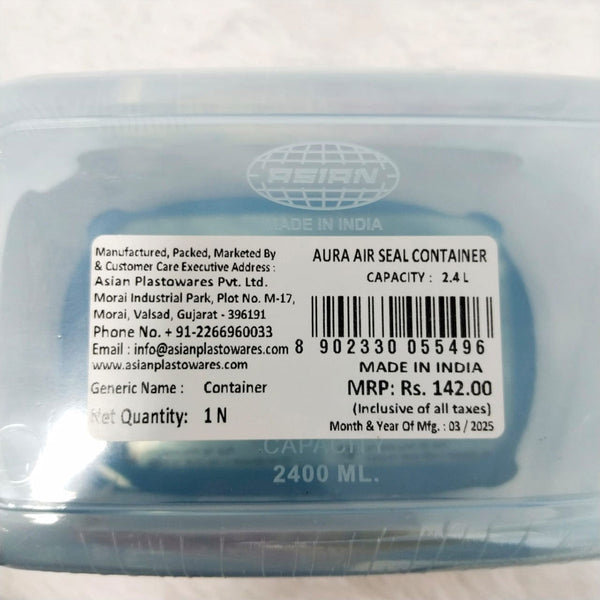 ASIAN
MADE IN INDIA
Manufactured, Packed, Marketed By
& Customer Care Executive Address :
Asian Plastowares Pvt. Ltd.
Morai Industrial Park, Plot No. M-17,
Morai, Valsad, Gujarat - 396191
Phone No. + 91-2266960033
Email : info@asianplastowares.com
www.asianplastowares.com
Generic Name : Container
Net Quantity: 1 N
AURA AIR SEAL CONTAINER
CAPACITY : 2.4 L
8 902330 055496
MADE IN INDIA
MRP: Rs. 142.00
(Inclusive of all taxes)
Month & Year Of Mfg. : 03 / 2025
CAPACITY
2400 ML.